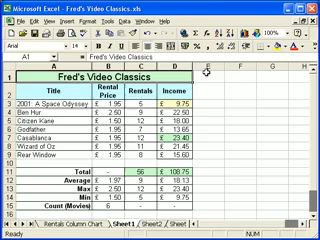 Microsoft Excel - Fred's Video Classics.xls
File Edit View Insert Format Tools Data Window Help
100%
Arial 14 B I U
A1 Fred's Video Classics
A B C D E F G H
1 Fred's Video Classics
2 Title Rental Price Rentals Income
3 2001: A Space Odyssey £ 1.95 5 £ 9.75
4 Ben Hur £ 2.50 9 £ 22.50
5 Citizen Kane £ 1.50 12 £ 18.00
6 Godfather £ 1.95 7 £ 13.65
7 Casablanca £ 1.95 12 £ 23.40
8 Wizard of Oz £ 1.95 11 £ 21.45
9 Rear Window £ 1.95 8 £ 15.60
10
11 Total - 56 £ 108.75
12 Average £ 1.97 9 £ 18.13
13 Max £ 2.50 12 £ 23.40
14 Min £ 1.50 5 £ 9.75
15 Count (Movies) 6 - -
Rentals Column Chart Sheet1 Sheet2 Sheet
Ready NUM